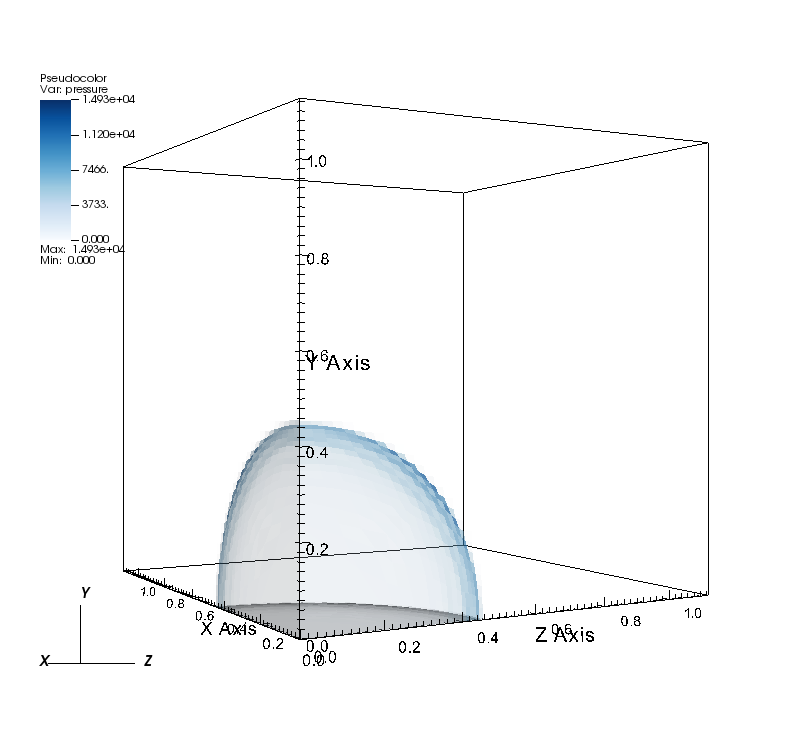 Pseudocolor
Var: pressure
1.493e+04
1.120e+04
7466.
3733.
0.000
Max: 1.493e+04
Min: 0.000
1.0
0.8
0.6
Y Axis
0.4
0.2
0.0
1.0
0.8
0.6
0.4
0.2
0.0
X Axis
0.0
0.2
0.4
0.6
0.8
1.0
Z Axis
Y
X
Z